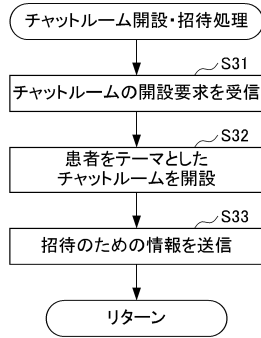 チャットルーム開設・招待処理
S31
チャットルームの開設要求を受信
S32
患者をテーマとした
チャットルームを開設
S33
招待のための情報を送信
リターン